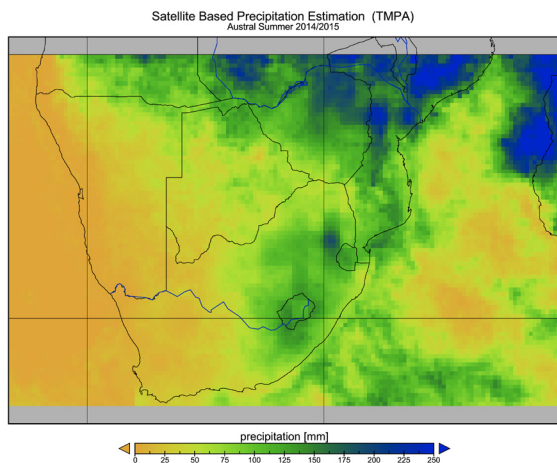 Satellite Based Precipitation Estimation (TMPA)
Austral Summer 2014/2015
precipitation [mm]
0 25 50 75 100 125 150 175 200 225 250